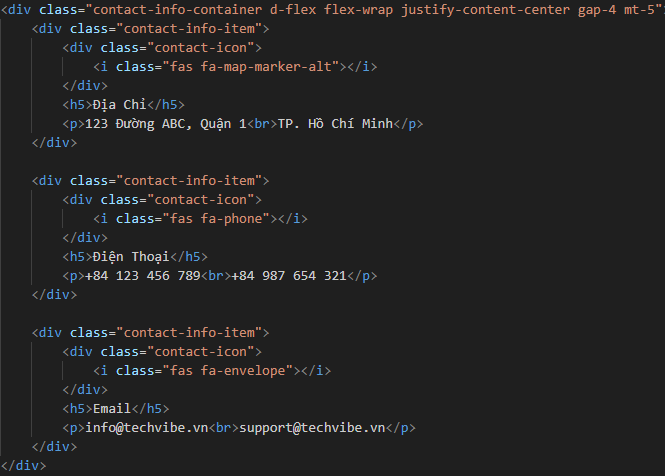 <div class="contact-info-container d-flex flex-wrap justify-content-center gap-4 mt-5">
    <div class="contact-info-item">
        <div class="contact-icon">
            <i class="fas fa-map-marker-alt"></i>
        </div>
        <h5>Địa Chỉ</h5>
        <p>123 Đường ABC, Quận 1<br>TP. Hồ Chí Minh</p>
    </div>

    <div class="contact-info-item">
        <div class="contact-icon">
            <i class="fas fa-phone"></i>
        </div>
        <h5>Điện Thoại</h5>
        <p>+84 123 456 789<br>+84 987 654 321</p>
    </div>

    <div class="contact-info-item">
        <div class="contact-icon">
            <i class="fas fa-envelope"></i>
        </div>
        <h5>Email</h5>
        <p>info@techvibe.vn<br>support@techvibe.vn</p>
    </div>
</div>